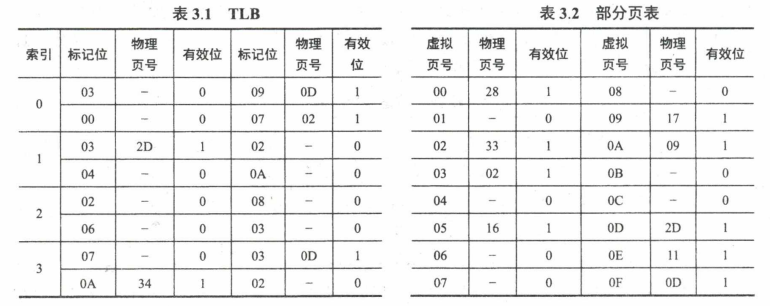 表 3.1 TLB
索引 标记位 物理页号 有效位 标记位 物理页号 有效位
0 03 – 0 09 0D 1
00 – 0 07 02 1
1 03 2D 1 02 – 0
04 – 0 0A – 0
2 02 – 0 08 – 0
06 – 0 03 – 0
3 07 – 0 03 0D 1
0A 34 1 02 – 0
表 3.2 部分页表
虚拟页号 物理页号 有效位 虚拟页号 物理页号 有效位
00 28 1 08 – 0
01 – 0 09 17 1
02 33 1 0A 09 1
03 02 1 0B – 0
04 – 0 0C – 0
05 16 1 0D 2D 1
06 – 0 0E 11 1
07 – 0 0F 0D 1